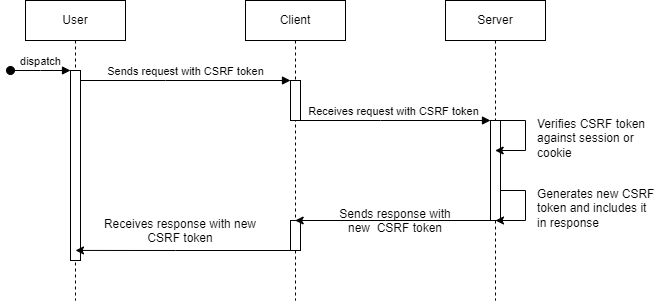 User
Client
Server
dispatch
Sends request with CSRF token
Receives request with CSRF token
Verifies CSRF token
against session or
cookie
Generates new CSRF
token and includes it
in response
Sends response with
new CSRF token
Receives response with new
CSRF token